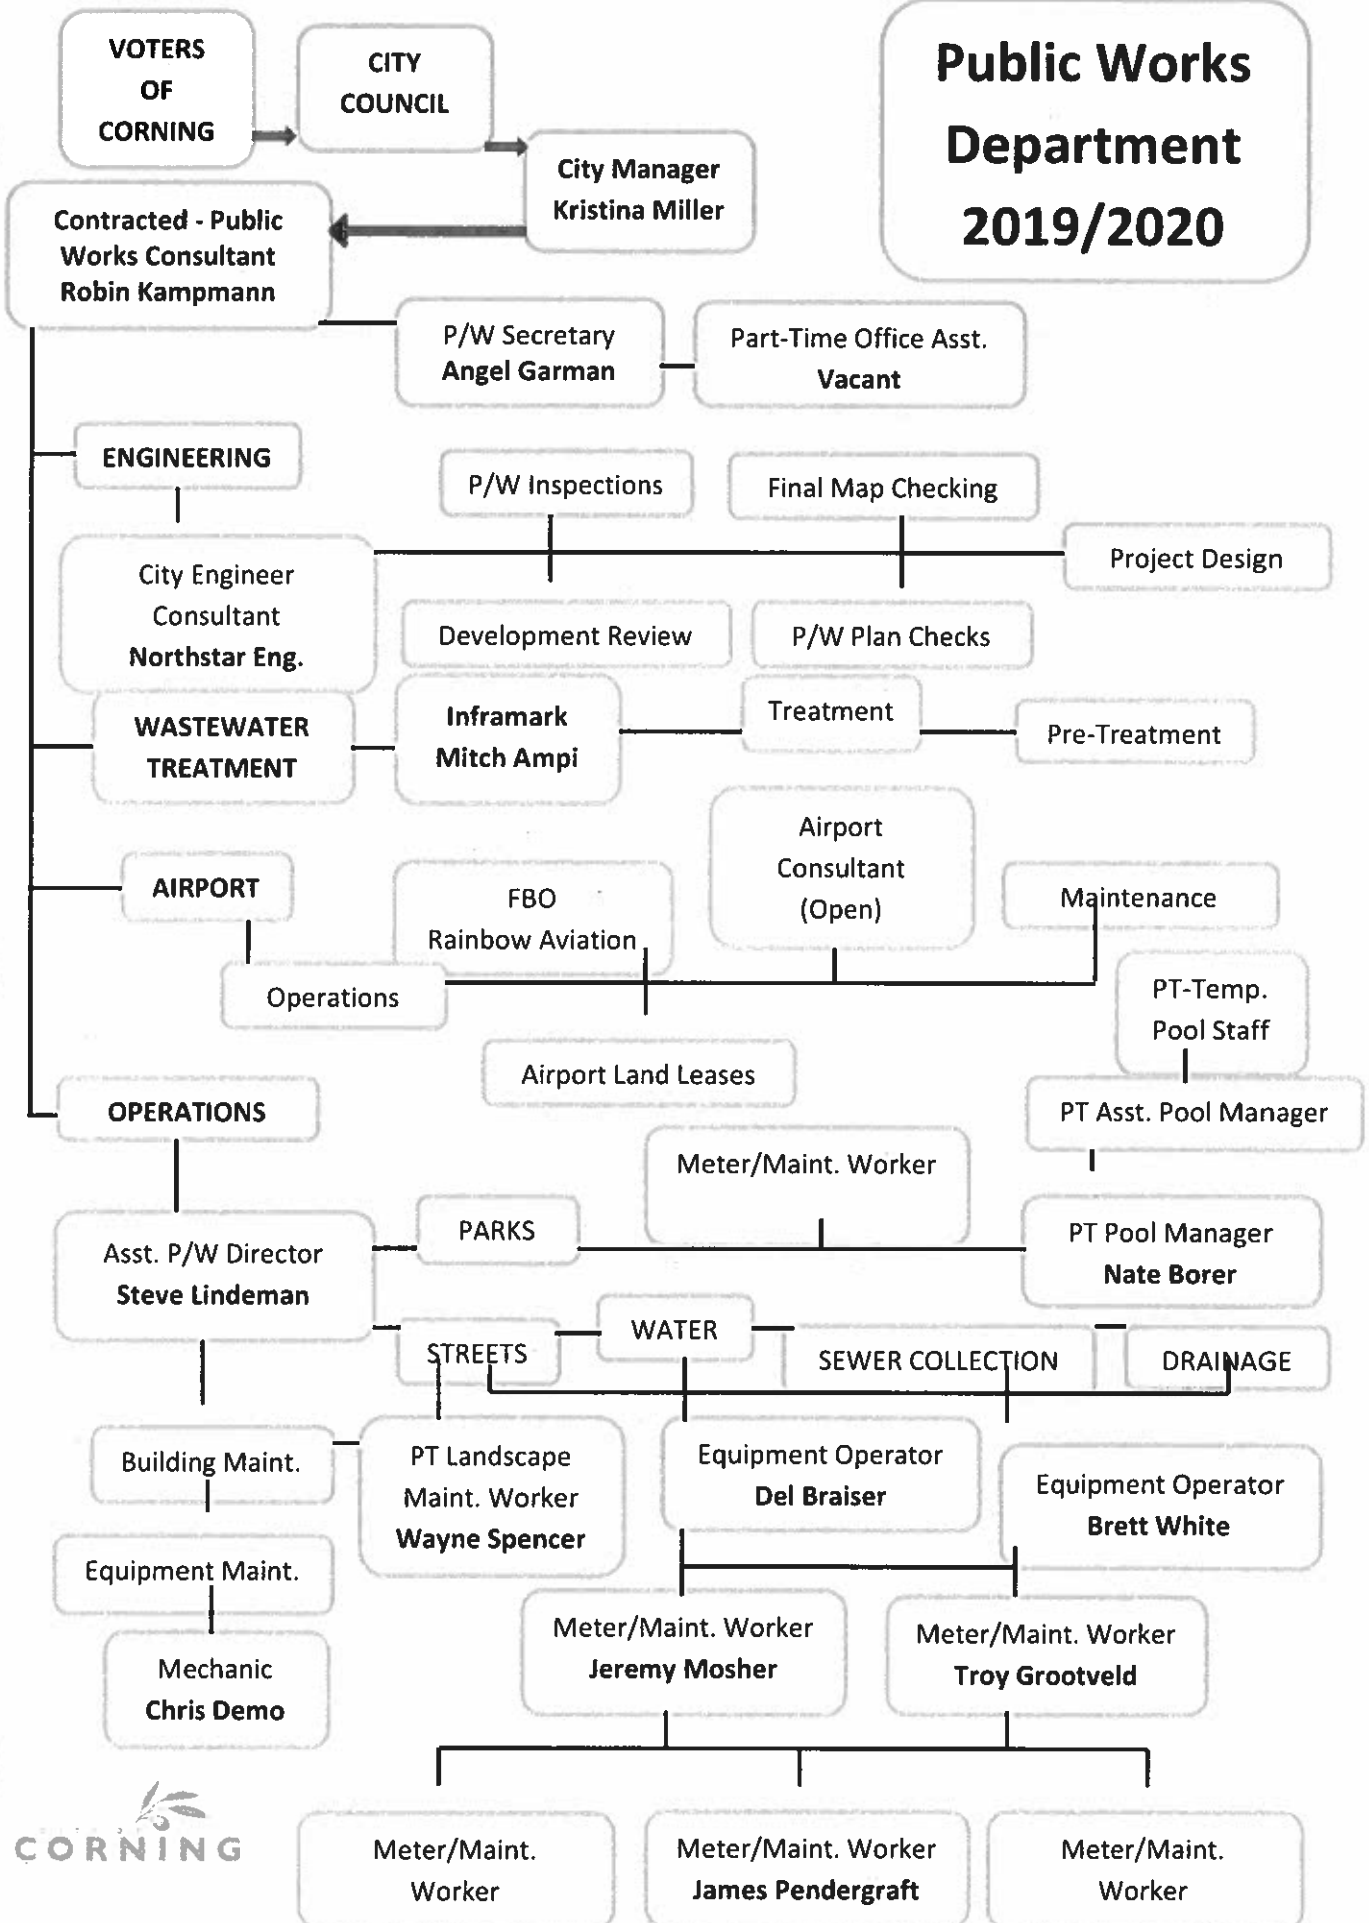 VOTERS
OF
CORNING
CITY
COUNCIL
Public Works
Department
2019/2020
City Manager
Kristina Miller
Contracted - Public
Works Consultant
Robin Kampmann
P/W Secretary
Angel Garman
Part-Time Office Asst.
Vacant
ENGINEERING
P/W Inspections
Final Map Checking
Project Design
City Engineer
Consultant
Northstar Eng.
Development Review
P/W Plan Checks
WASTEWATER
TREATMENT
Inframark
Mitch Ampi
Treatment
Pre-Treatment
Airport
Consultant
(Open)
AIRPORT
FBO
Rainbow Aviation
Maintenance
Operations
PT-Temp.
Pool Staff
Airport Land Leases
OPERATIONS
PT Asst. Pool Manager
Meter/Maint. Worker
Asst. P/W Director
Steve Lindeman
PARKS
PT Pool Manager
Nate Borer
STREETS
WATER
SEWER COLLECTION
DRAINAGE
Building Maint.
PT Landscape
Maint. Worker
Wayne Spencer
Equipment Operator
Del Braiser
Equipment Operator
Brett White
Equipment Maint.
Meter/Maint. Worker
Jeremy Mosher
Meter/Maint. Worker
Troy Grootveld
Mechanic
Chris Demo
CORNING
Meter/Maint.
Worker
Meter/Maint. Worker
James Pendergraft
Meter/Maint.
Worker